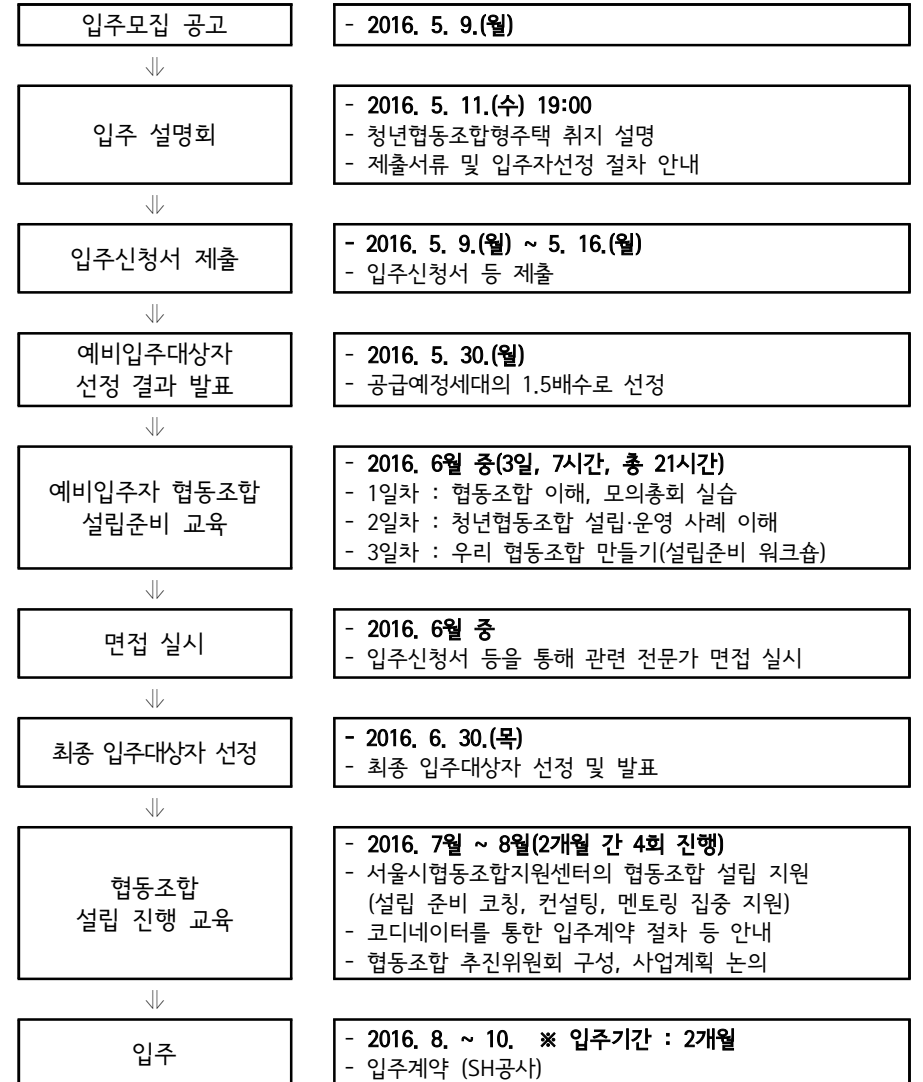 입주모집 공고
- 2016. 5. 9.(월)
⇓
입주 설명회
- 2016. 5. 11.(수) 19:00
- 청년협동조합형주택 취지 설명
- 제출서류 및 입주자선정 절차 안내
⇓
입주신청서 제출
- 2016. 5. 9.(월) ~ 5. 16.(월)
- 입주신청서 등 제출
⇓
예비입주대상자
선정 결과 발표
- 2016. 5. 30.(월)
- 공급예정세대의 1.5배수로 선정
⇓
예비입주자 협동조합
설립준비 교육
- 2016. 6월 중(3일, 7시간, 총 21시간)
- 1일차 : 협동조합 이해, 모의총회 실습
- 2일차 : 청년협동조합 설립·운영 사례 이해
- 3일차 : 우리 협동조합 만들기(설립준비 워크숍)
⇓
면접 실시
- 2016. 6월 중
- 입주신청서 등을 통해 관련 전문가 면접 실시
⇓
최종 입주대상자 선정
- 2016. 6. 30.(목)
- 최종 입주대상자 선정 및 발표
⇓
협동조합
설립 진행 교육
- 2016. 7월 ~ 8월(2개월 간 4회 진행)
- 서울시협동조합지원센터의 협동조합 설립 지원
(설립 준비 코칭, 컨설팅, 멘토링 집중 지원)
- 코디네이터를 통한 입주계약 절차 등 안내
- 협동조합 추진위원회 구성, 사업계획 논의
⇓
입주
- 2016. 8. ~ 10. ※ 입주기간 : 2개월
- 입주계약 (SH공사)